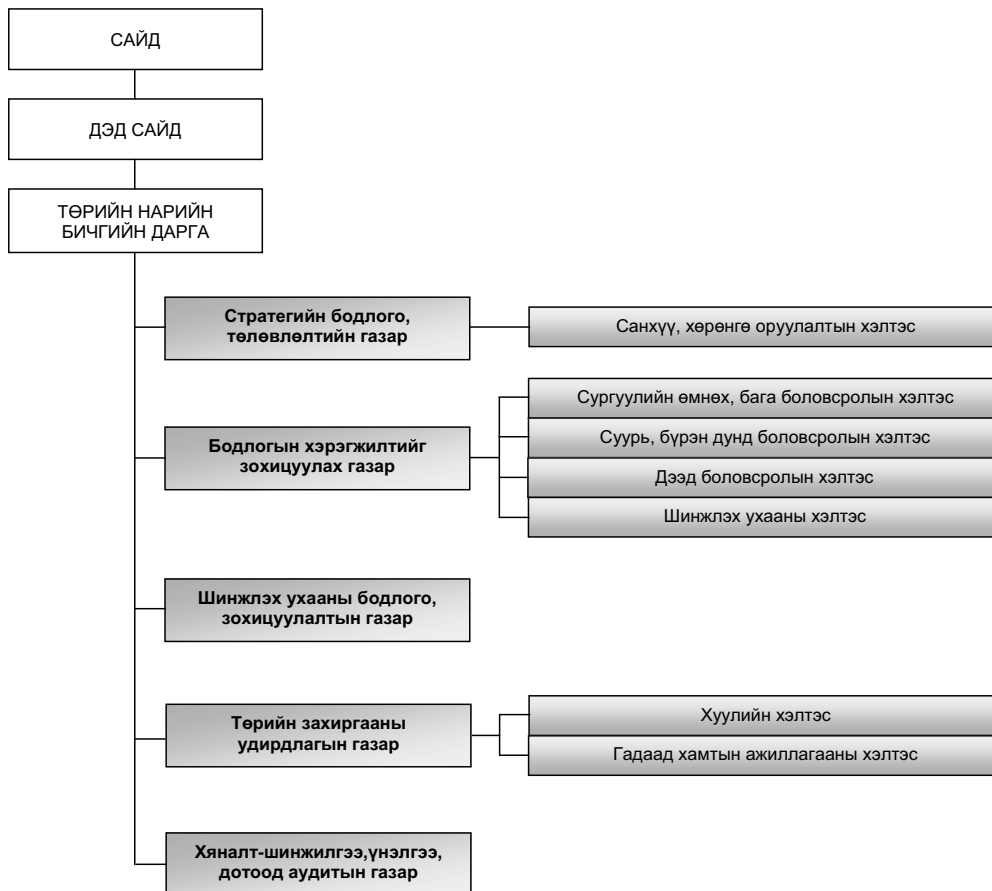 САЙД
ДЭД САЙД
ТӨРИЙН НАРИЙН
БИЧГИЙН ДАРГА
Стратегийн бодлого,
төлөвлөлтийн газар
Санхүү, хөрөнгө оруулалтын хэлтэс
Бодлогын хэрэгжилтийг
зохицуулах газар
Сургуулийн өмнөх, бага боловсролын хэлтэс
Суурь, бүрэн дунд боловсролын хэлтэс
Дээд боловсролын хэлтэс
Шинжлэх ухааны хэлтэс
Шинжлэх ухааны бодлого,
зохицуулалтын газар
Төрийн захиргааны
удирдлагын газар
Хуулийн хэлтэс
Гадаад хамтын ажиллагааны хэлтэс
Хяналт-шинжилгээ,үнэлгээ,
дотоод аудитын газар